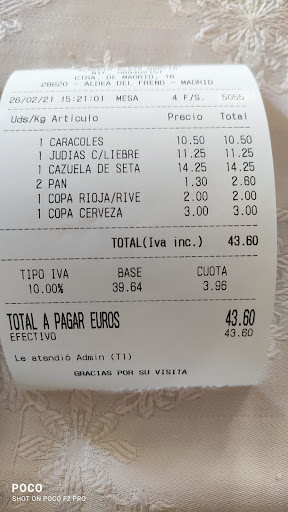 CTRA. DE MADRID, 18
28620 - ALDEA DEL FRENO - MADRID
26/02/21 15:21:01 MESA 4 F/S. 5055
Uds/Kg Artículo Precio Total
1 CARACOLES 10.50 10.50
1 JUDIAS C/LIEBRE 11.25 11.25
1 CAZUELA DE SETA 14.25 14.25
2 PAN 1.30 2.60
1 COPA RIOJA/RIVE 2.00 2.00
1 COPA CERVEZA 3.00 3.00
TOTAL(Iva inc.) 43.60
TIPO IVA BASE CUOTA
10.00% 39.64 3.96
TOTAL A PAGAR EUROS 43.60
EFECTIVO 43.60
Le atendió Admin (T1)
GRACIAS POR SU VISITA
POCO
SHOT ON POCO F2 PRO